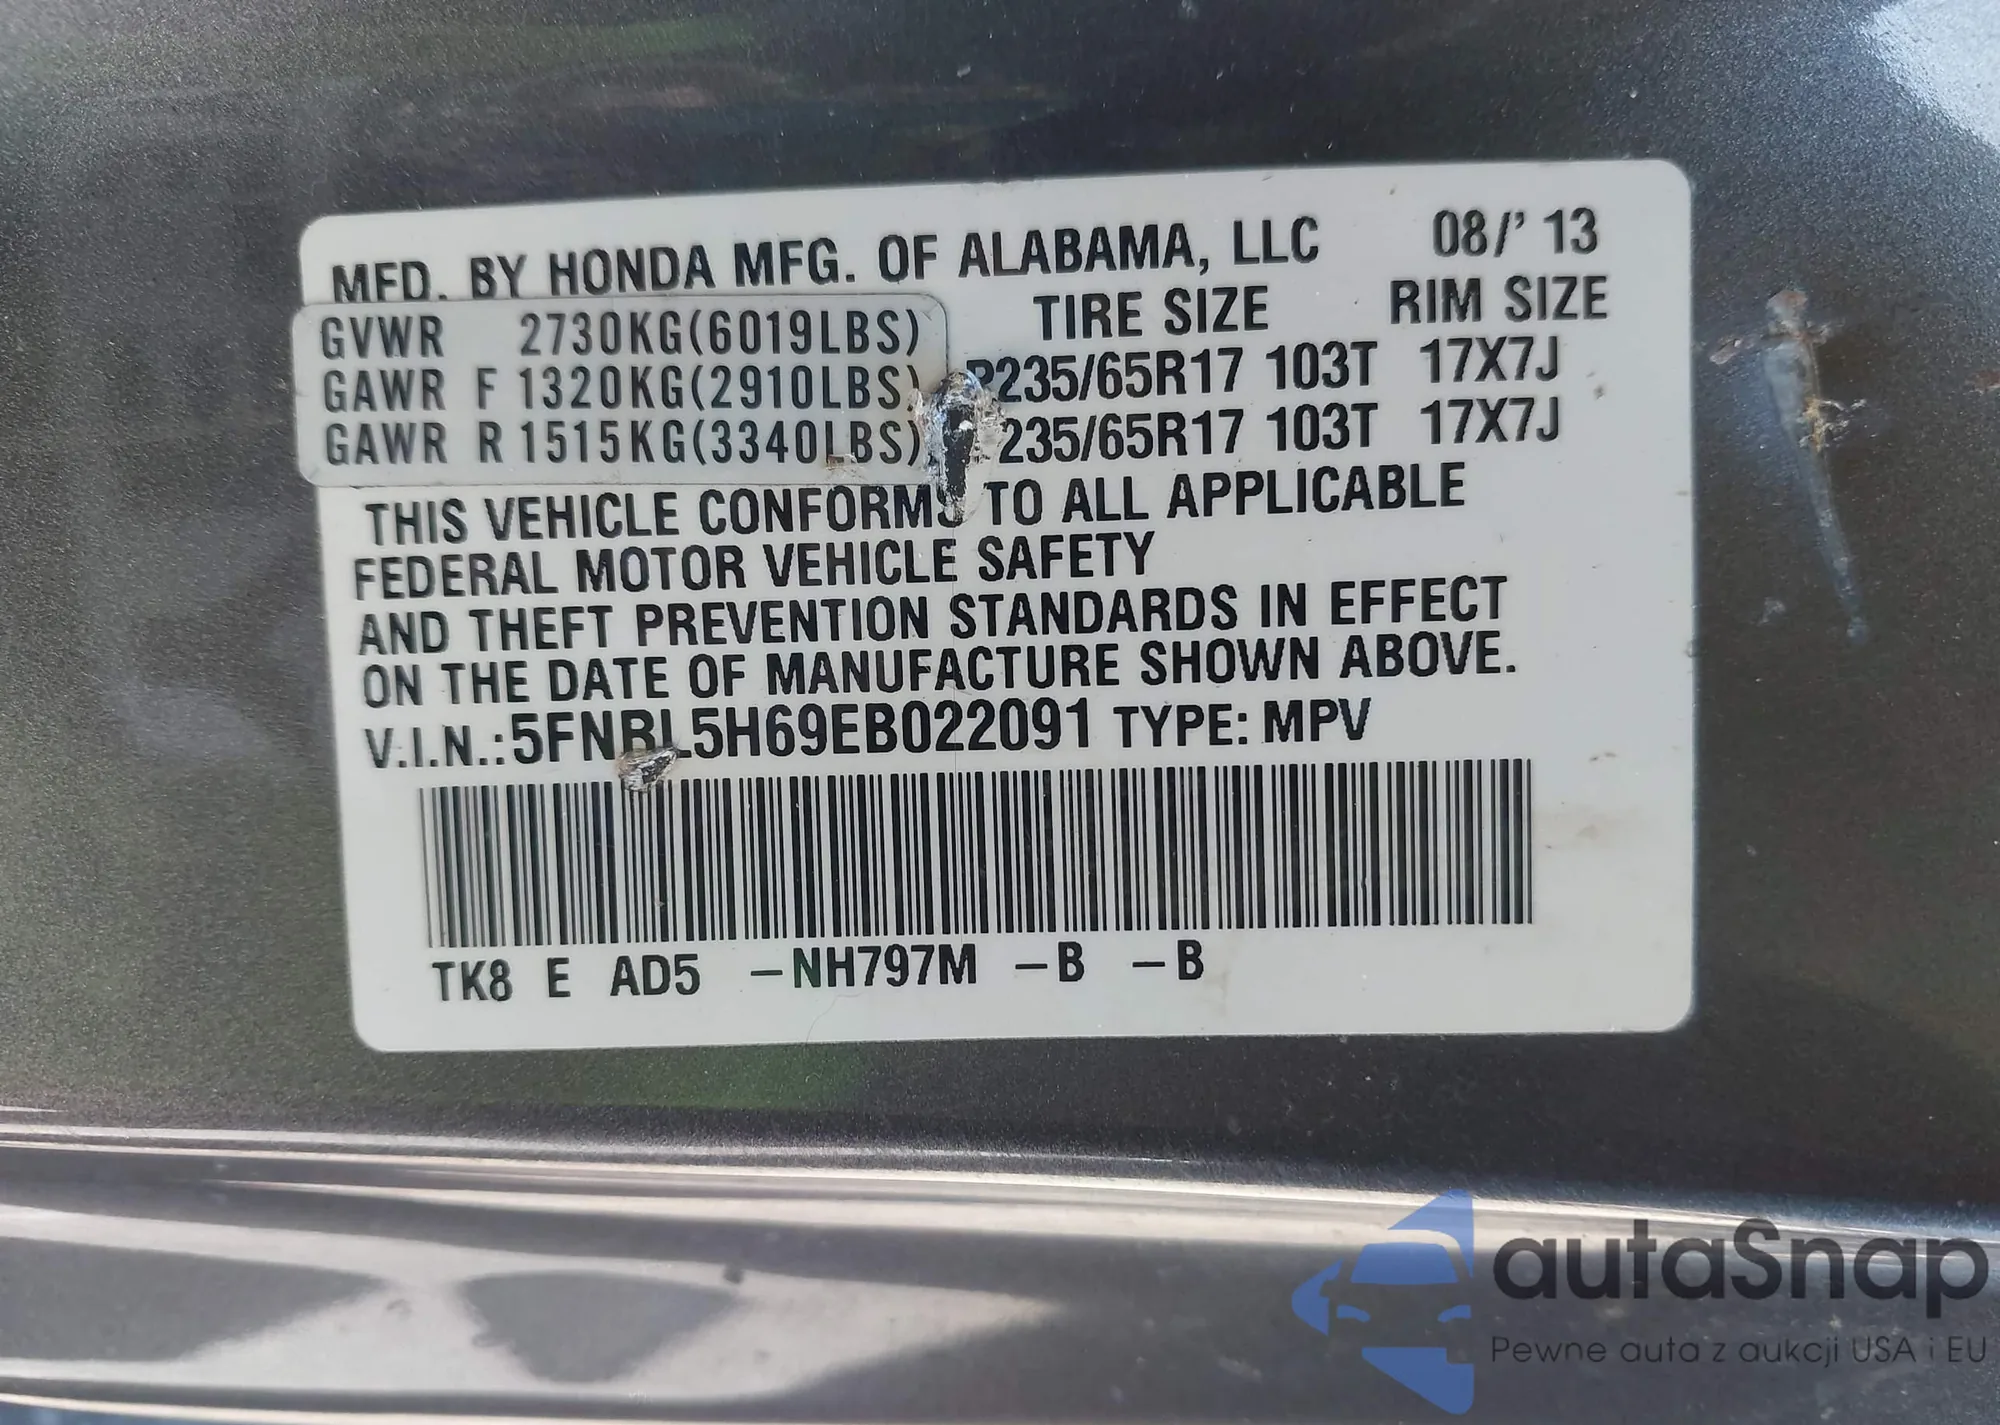 MFD. BY HONDA MFG. OF ALABAMA, LLC 08/' 13
TIRE SIZE RIM SIZE
GVWR 2730KG(6019LBS)
GAWR F 1320KG(2910LBS) P235/65R17 103T 17X7J
GAWR R 1515KG(3340LBS) 235/65R17 103T 17X7J
THIS VEHICLE CONFORMS TO ALL APPLICABLE
FEDERAL MOTOR VEHICLE SAFETY
AND THEFT PREVENTION STANDARDS IN EFFECT
ON THE DATE OF MANUFACTURE SHOWN ABOVE.
V.I.N.: 5FNRL5H69EB022091 TYPE: MPV
TK8 E AD5 -NH797M -B -B
autaSnap
Pewne auta z aukcji USA i EU